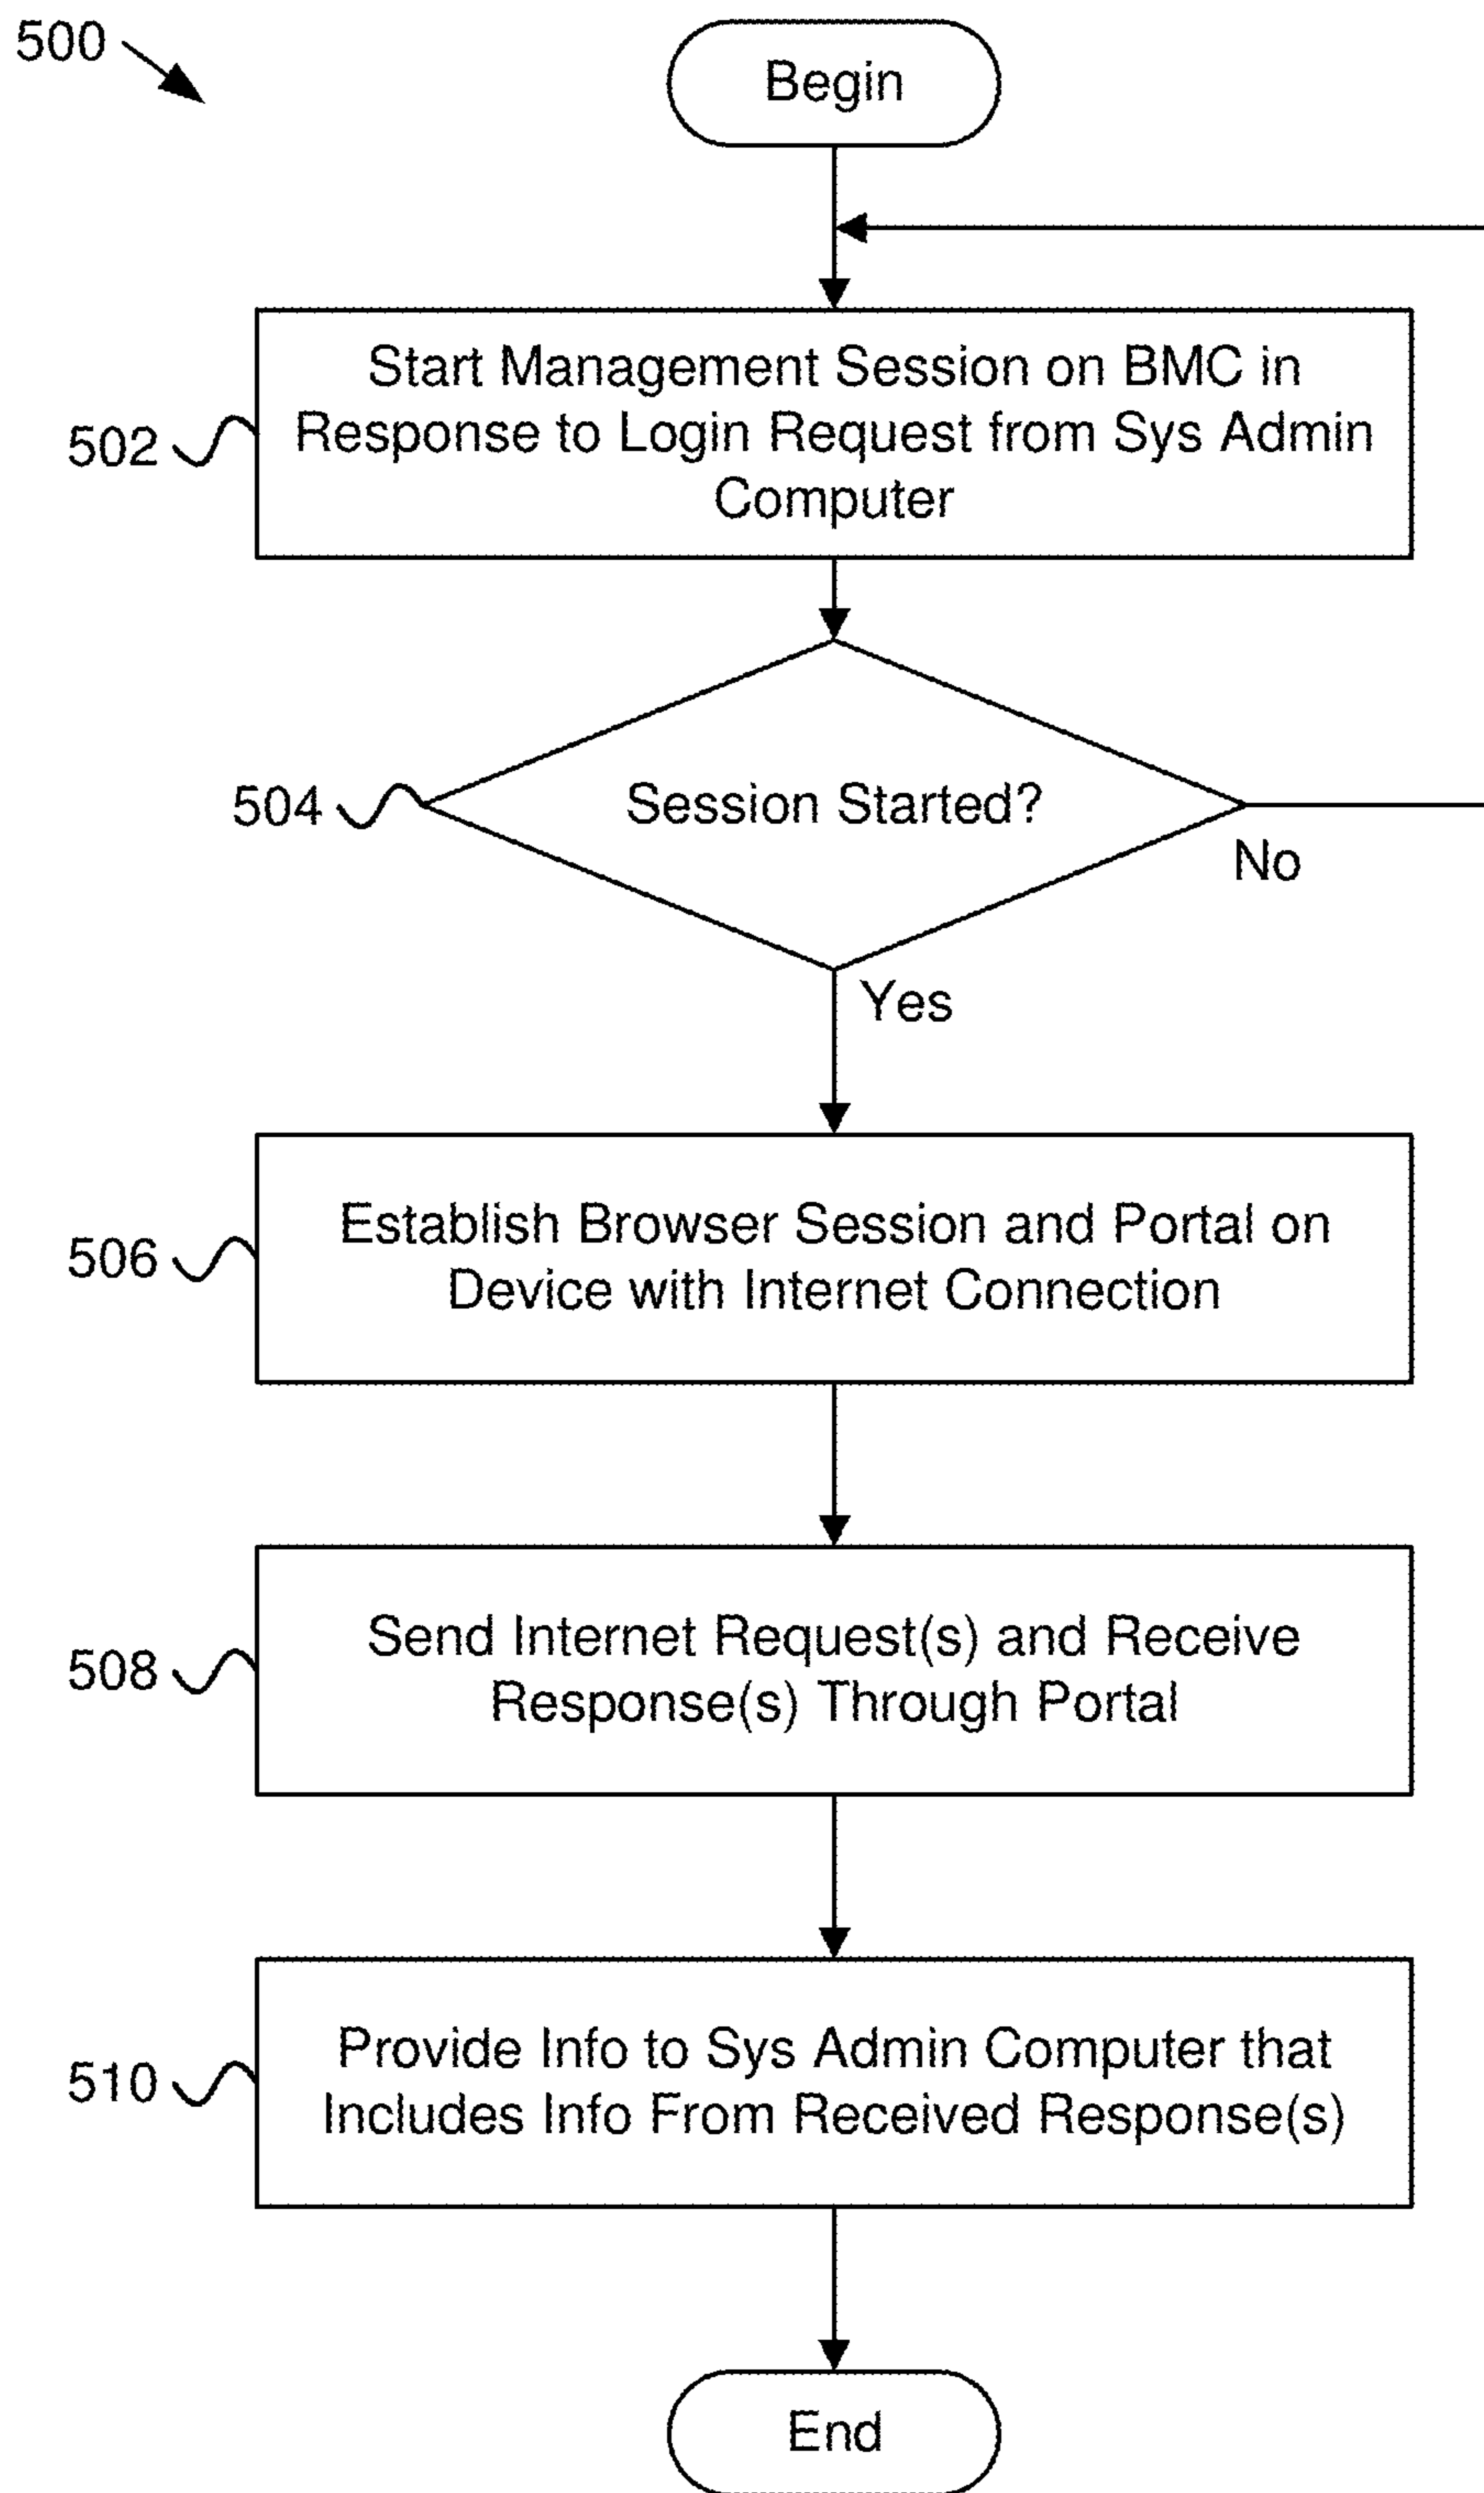 500
Begin
Start Management Session on BMC in
Response to Login Request from Sys Admin
Computer
502
Session Started?
504
No
Yes
Establish Browser Session and Portal on
Device with Internet Connection
506
Send Internet Request(s) and Receive
Response(s) Through Portal
508
Provide Info to Sys Admin Computer that
Includes Info From Received Response(s)
510
End